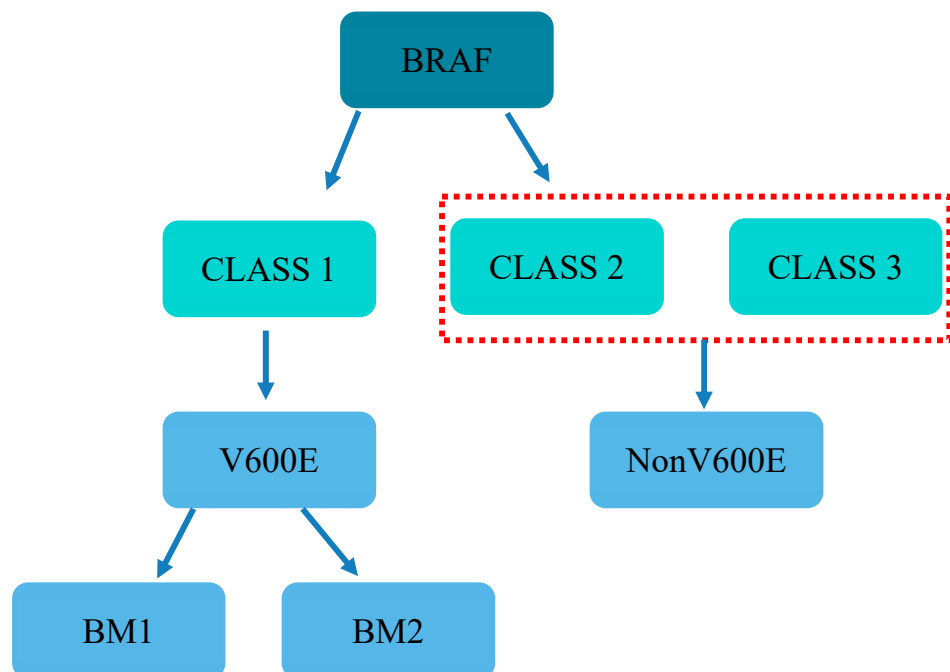 BRAF
CLASS 1
CLASS 2
CLASS 3
V600E
NonV600E
BM1
BM2